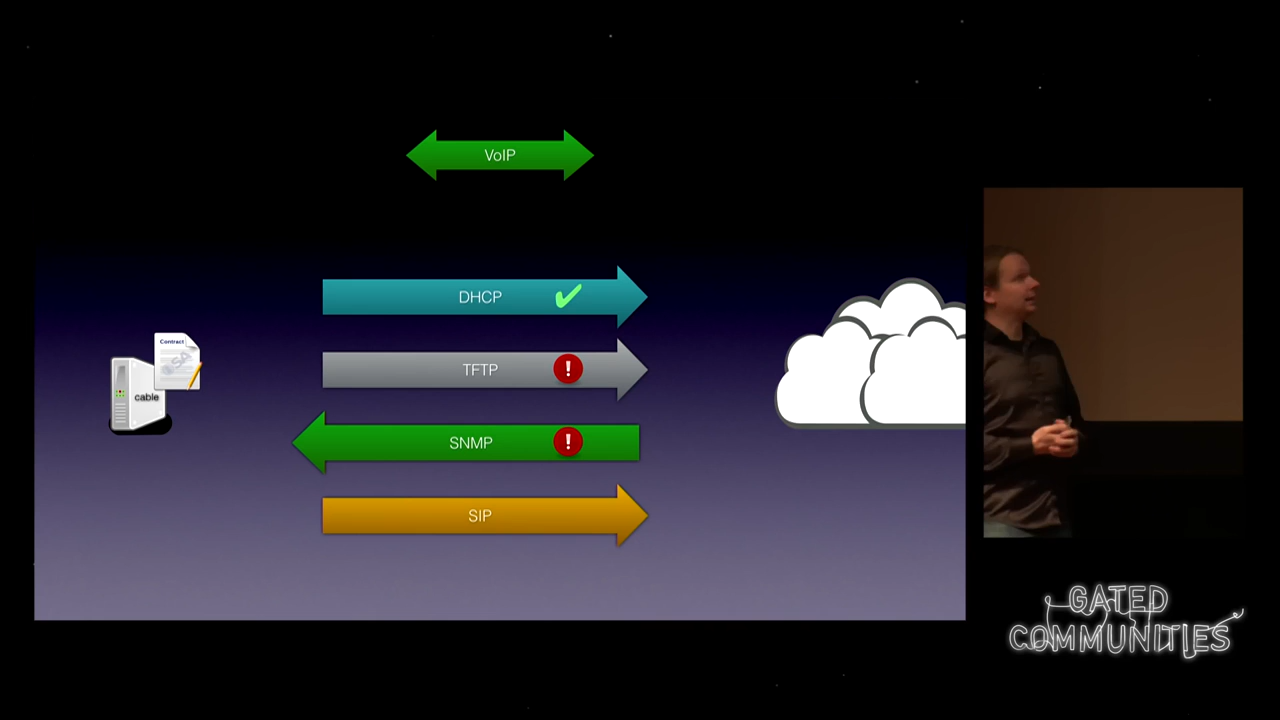 VoIP
DHCP
TFTP
SNMP
SIP
Contract
cable
GATED
COMMUNITIES